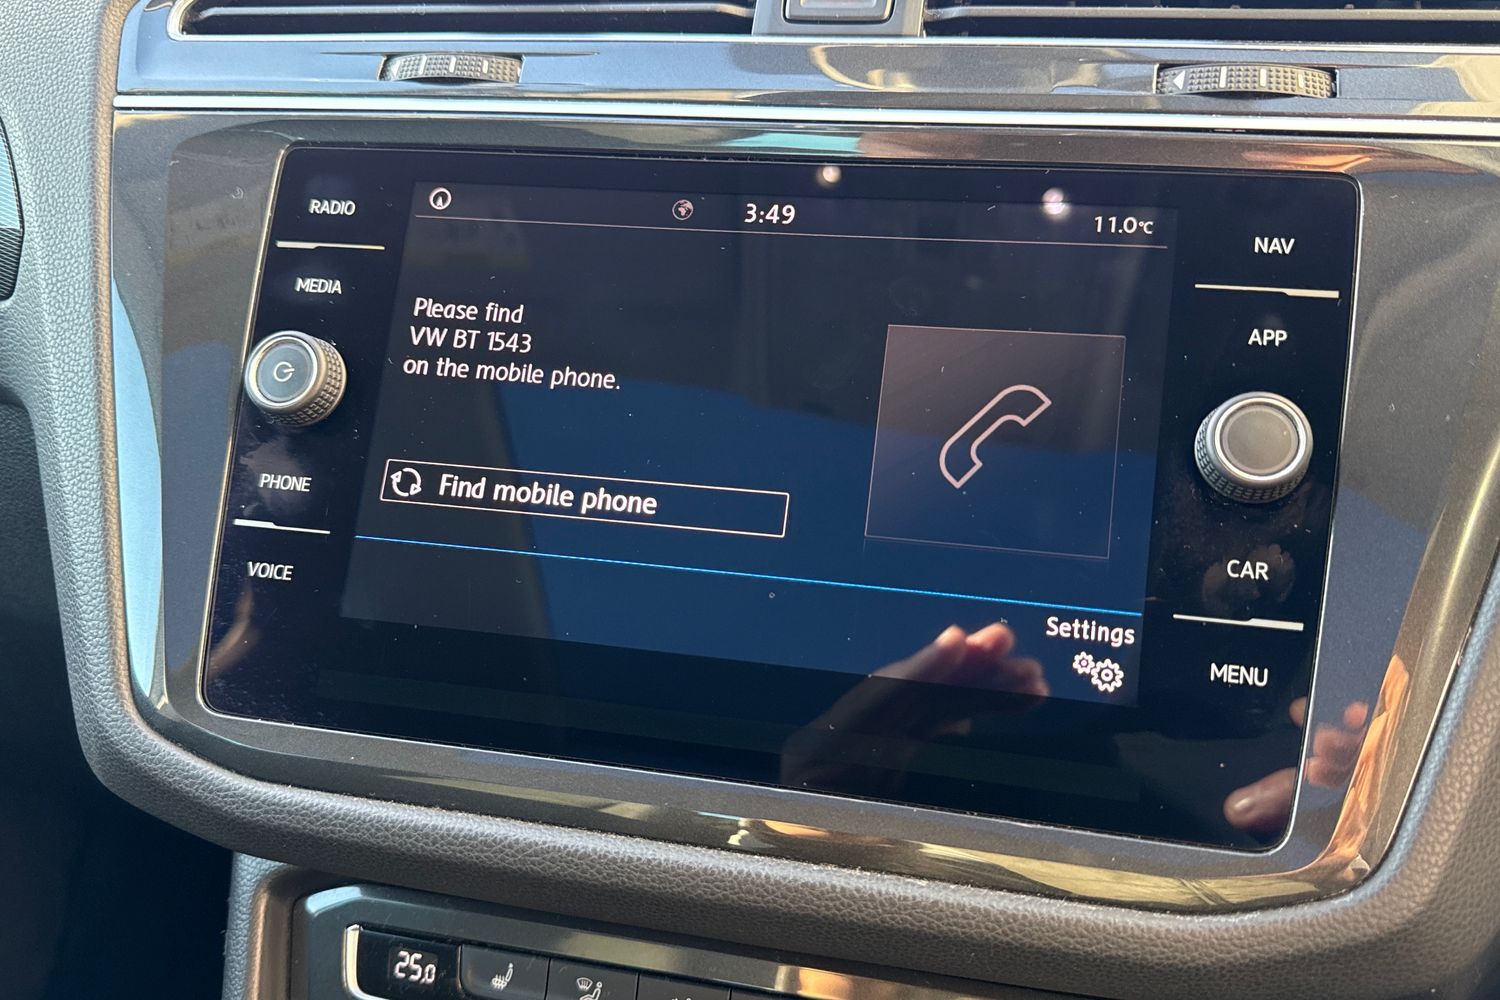 RADIO
MEDIA
PHONE
VOICE
3:49
11.0°C
Please find
VW BT 1543
on the mobile phone.
Find mobile phone
Settings
NAV
APP
CAR
MENU
25.0